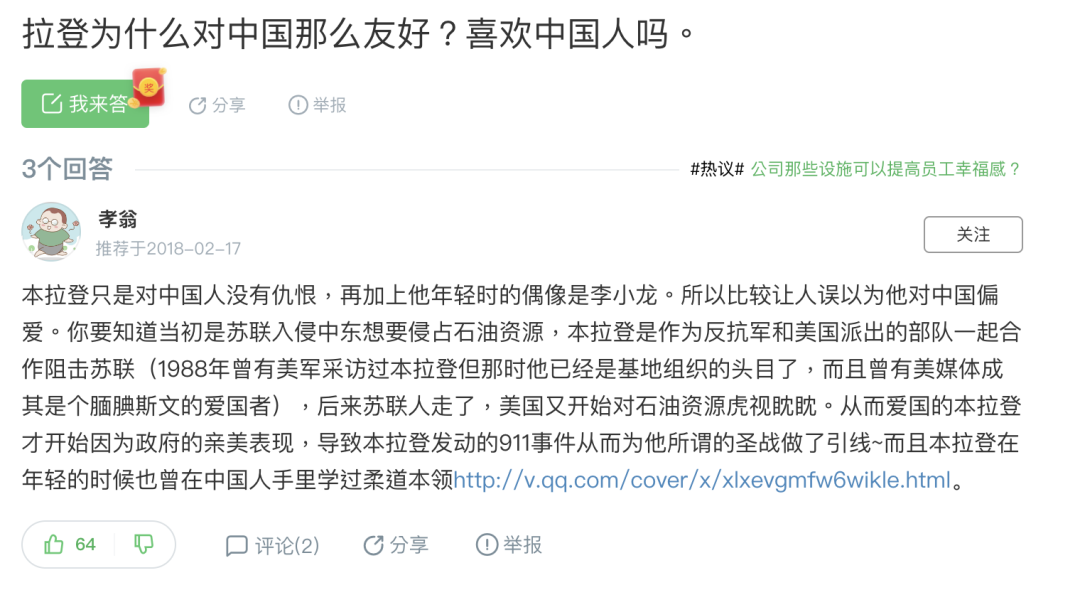 拉登为什么对中国那么友好？喜欢中国人吗。
我来答
奖
分享
举报
3个回答
#热议# 公司那些设施可以提高员工幸福感？
孝翁
推荐于2018-02-17
关注
本拉登只是对中国人没有仇恨，再加上他年轻时的偶像是李小龙。所以比较让人误以为他对中国偏
爱。你要知道当初是苏联入侵中东想要侵占石油资源，本拉登是作为反抗军和美国派出的部队一起合
作阻击苏联（1988年曾有美军采访过本拉登但那时他已经是基地组织的头目了，而且曾有美媒体成
其是个腼腆斯文的爱国者），后来苏联人走了，美国又开始对石油资源虎视眈眈。从而爱国的本拉登
才开始因为政府的亲美表现，导致本拉登发动的911事件从而为他所谓的圣战做了引线~而且本拉登在
年轻的时候也曾在中国人手里学过柔道本领http://v.qq.com/cover/x/xlxevgmfw6wikle.html。
64
评论(2)
分享
举报